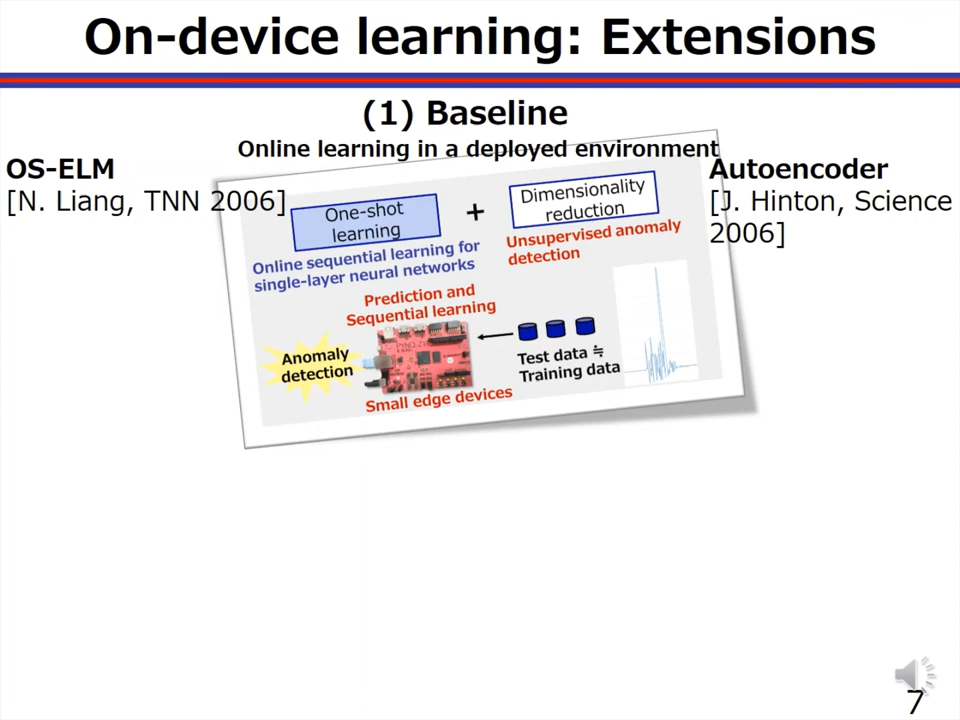 On-device learning: Extensions
(1) Baseline
Online learning in a deployed environment
OS-ELM
[N. Liang, TNN 2006]
Autoencoder
[J. Hinton, Science
2006]
One-shot
learning
+
Dimensionality
reduction
Online sequential learning for
single-layer neural networks
Unsupervised anomaly
detection
Prediction and
Sequential learning
Anomaly
detection
Test data ≒
Training data
Small edge devices
7